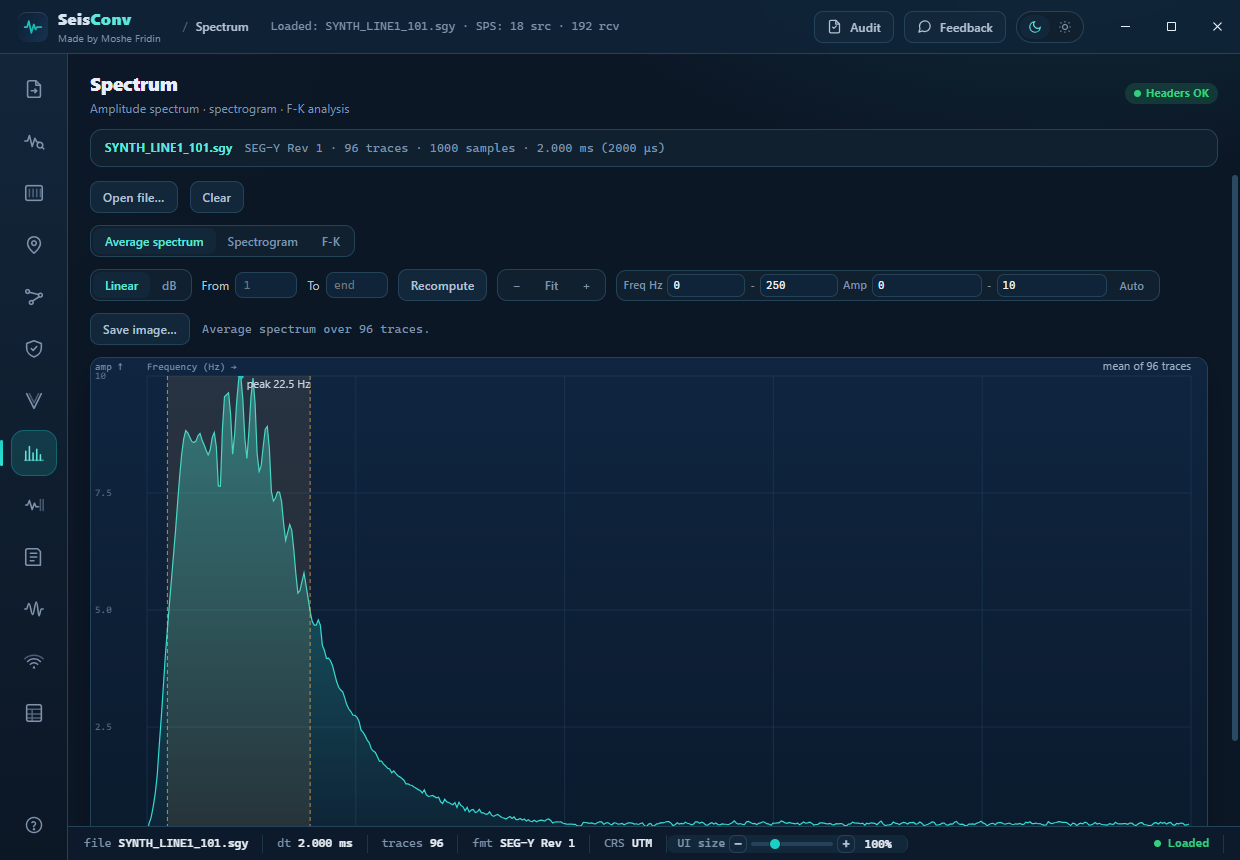 SeisConv
Made by Moshe Fridin
/ Spectrum
Loaded: SYNTH_LINE1_101.sgy · SPS: 18 src · 192 rcv
Audit
Feedback
Spectrum
Amplitude spectrum · spectrogram · F-K analysis
Headers OK
SYNTH_LINE1_101.sgy SEG-Y Rev 1 · 96 traces · 1000 samples · 2.000 ms (2000 µs)
Open file… Clear
Average spectrum Spectrogram F-K
Linear dB From 1 To end Recompute − Fit + Freq Hz 0 - 250 Amp 0 - 10 Auto
Save image… Average spectrum over 96 traces.
amp ↑ Frequency (Hz) → mean of 96 traces
10
peak 22.5 Hz
7.5
5.0
2.5
file SYNTH_LINE1_101.sgy dt 2.000 ms traces 96 fmt SEG-Y Rev 1 CRS UTM UI size − + 100% Loaded